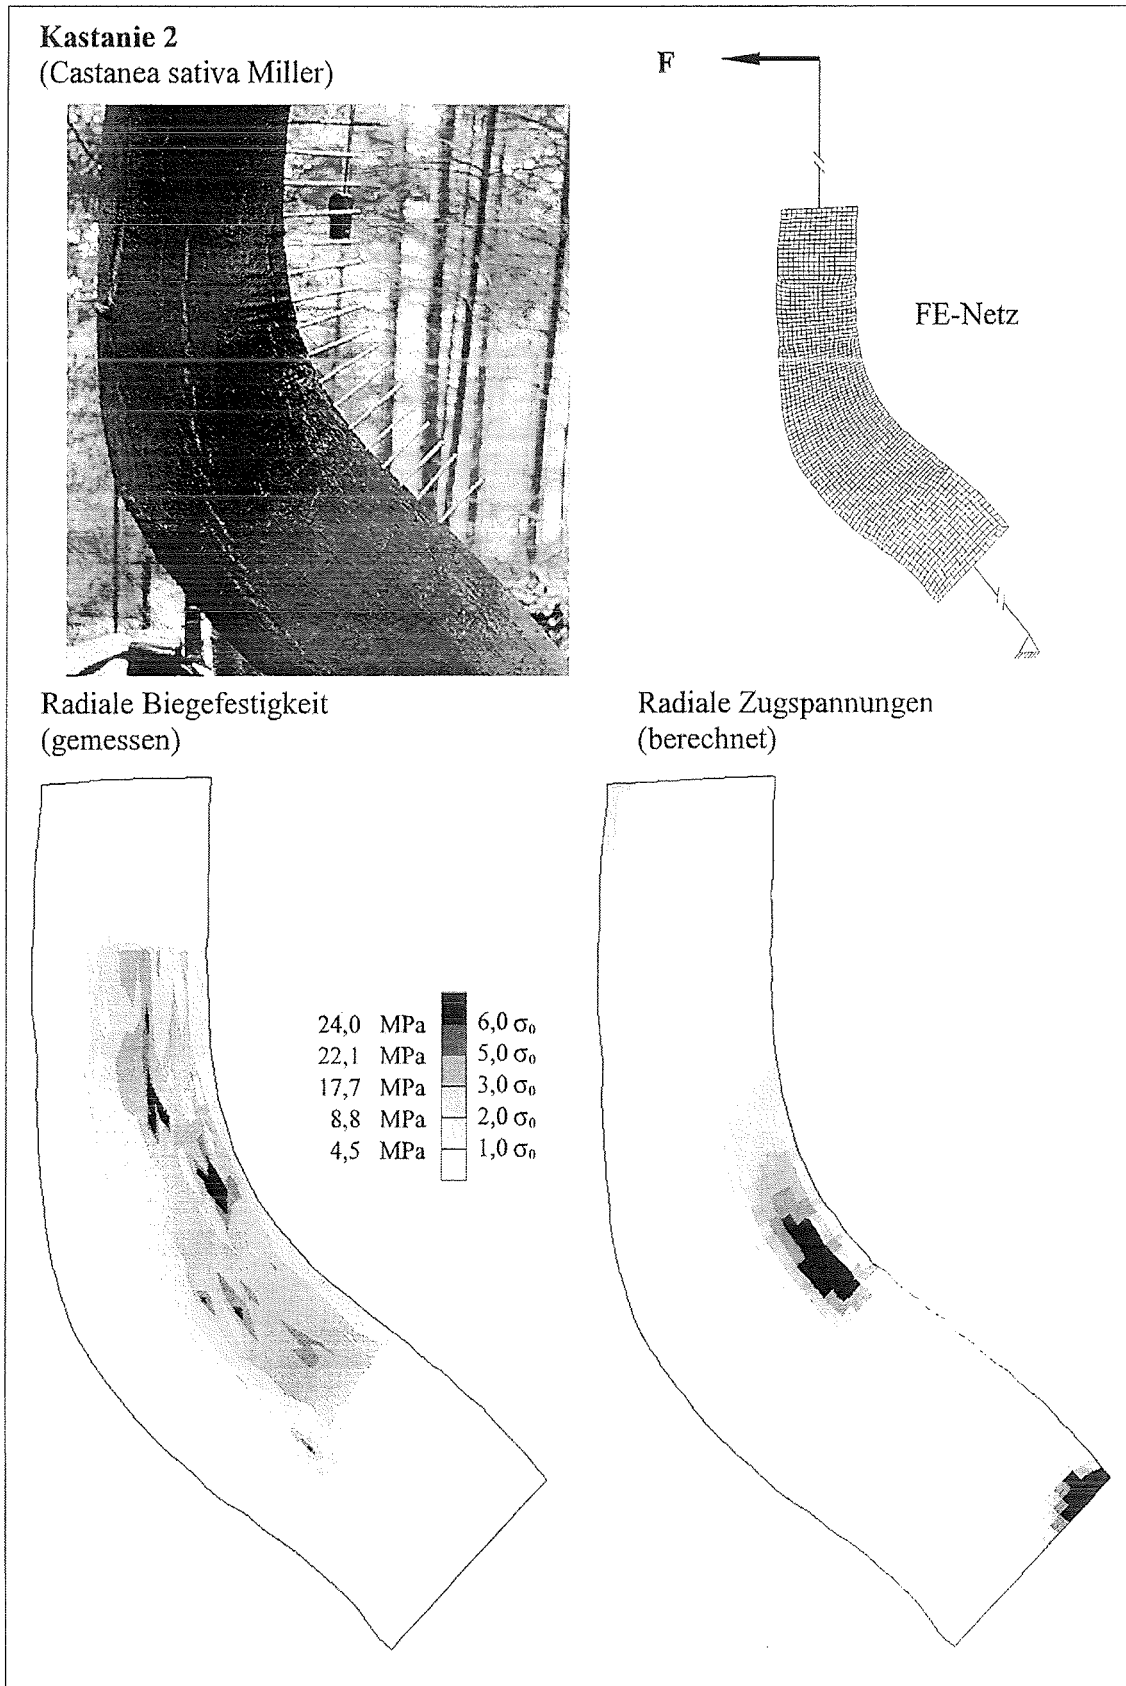 Kastanie 2
(Castanea sativa Miller)
F
FE-Netz
Radiale Biegefestigkeit
(gemessen)
Radiale Zugspannungen
(berechnet)
24,0 MPa 6,0 σ₀
22,1 MPa 5,0 σ₀
17,7 MPa 3,0 σ₀
8,8 MPa 2,0 σ₀
4,5 MPa 1,0 σ₀